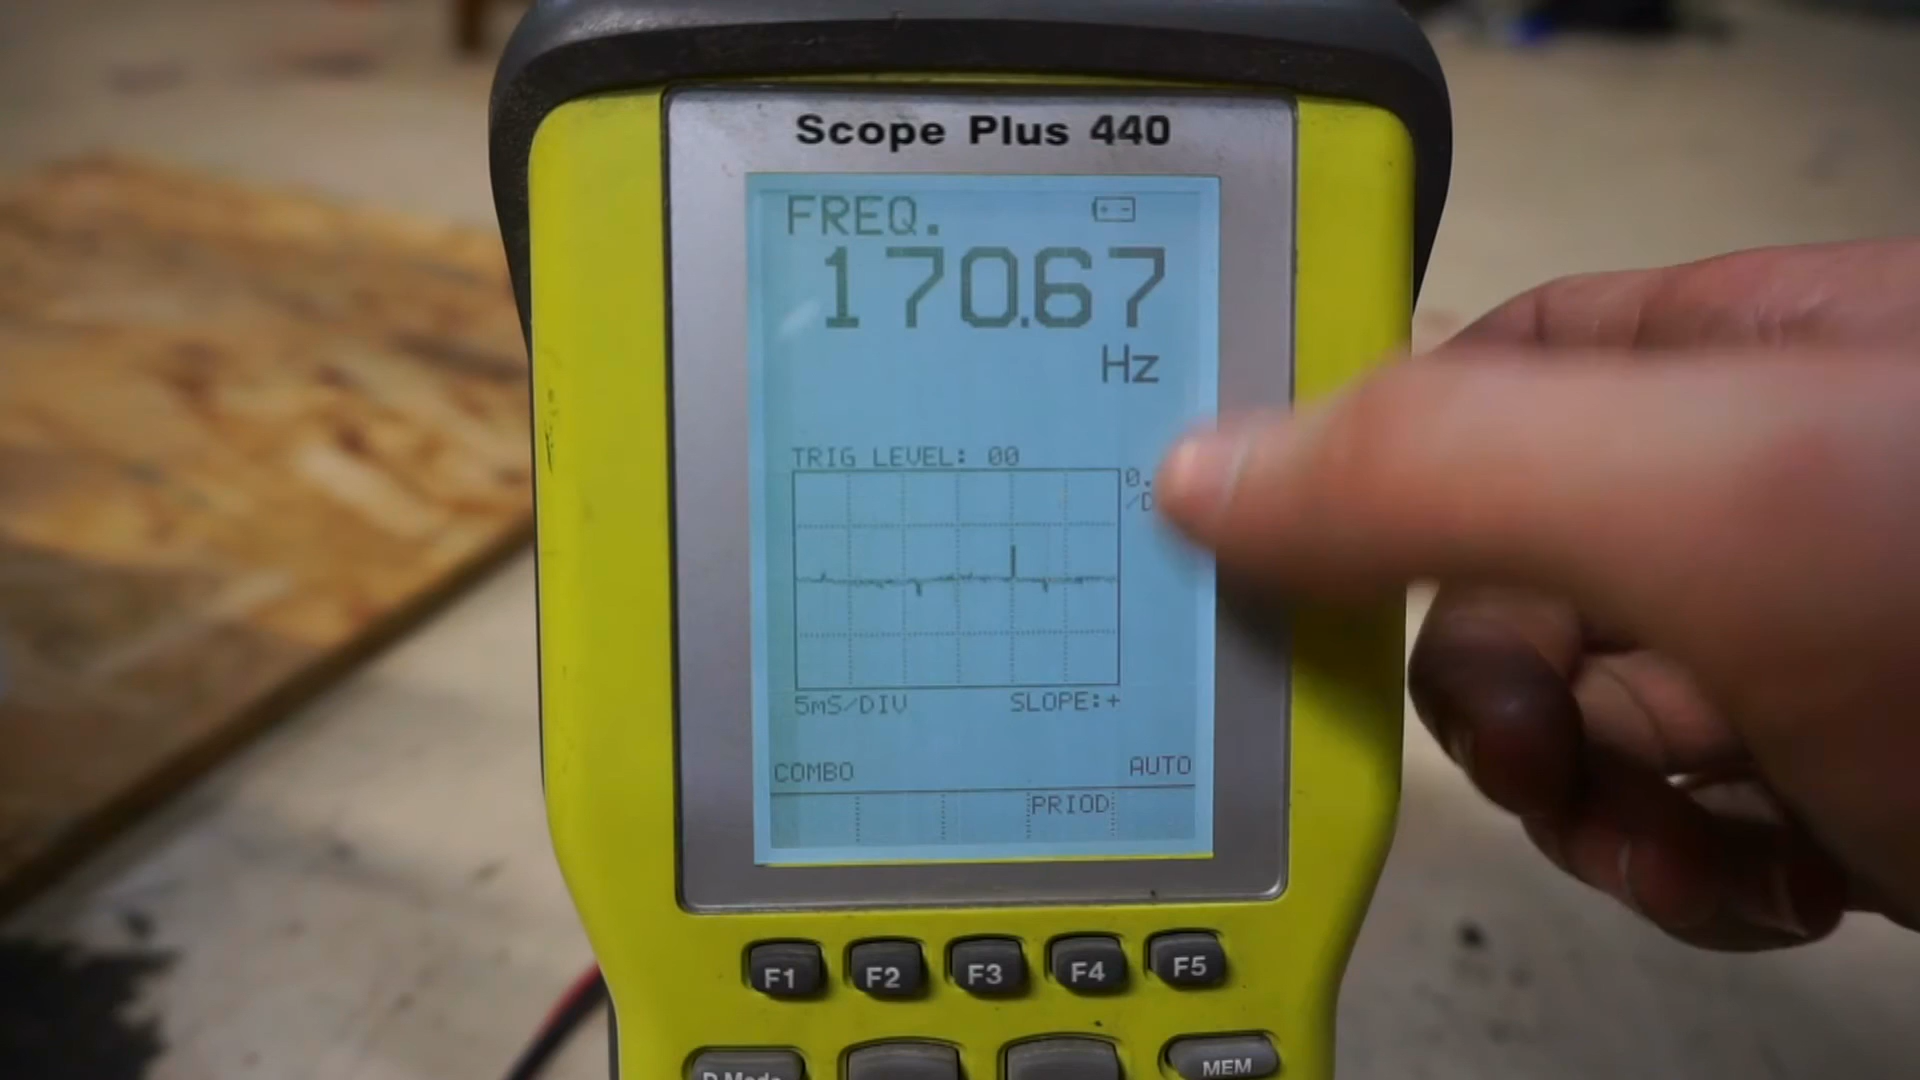 Scope Plus 440
FREQ.
170.67
Hz
TRIG LEVEL: 00
0.
/D
5mS/DIV SLOPE:+
COMBO AUTO
PRIOD
F1 F2 F3 F4 F5
MEM